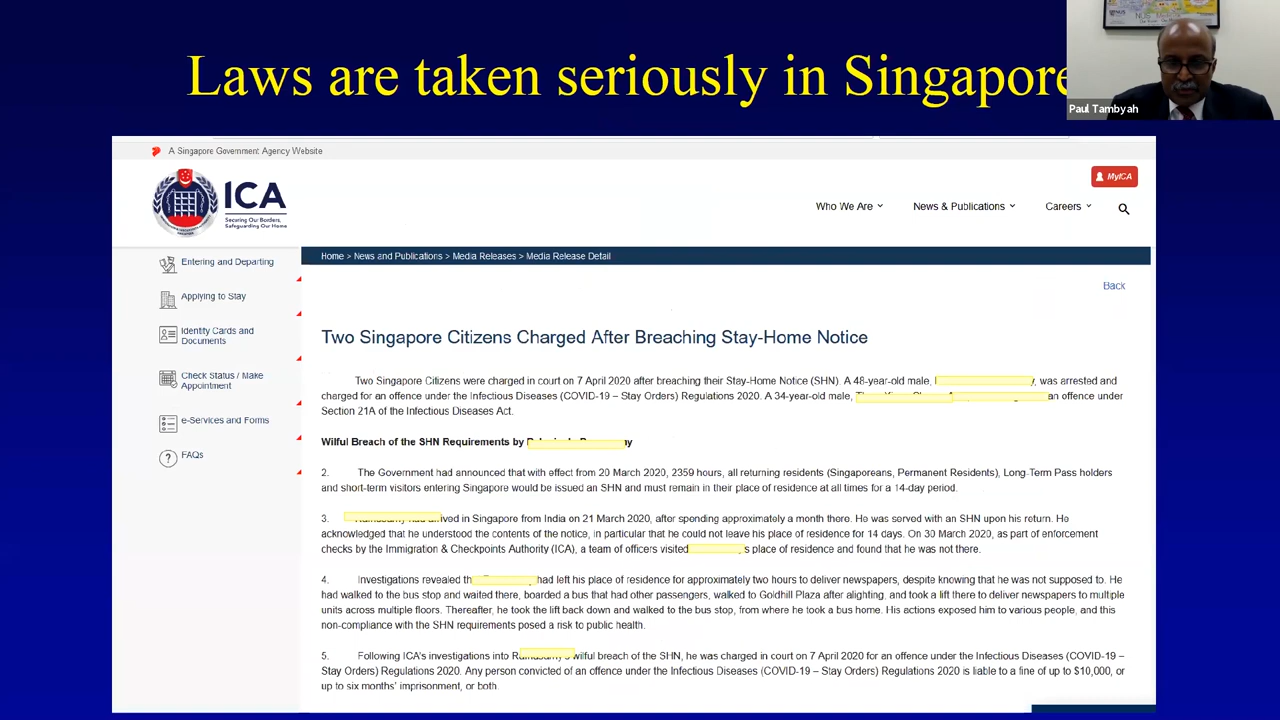 Laws are taken seriously in Singapore
Paul Tambyah
A Singapore Government Agency Website
ICA
Securing Our Borders,
Safeguarding Our Home
MyICA
Who We Are
News & Publications
Careers
Home > News and Publications > Media Releases > Media Release Detail
Entering and Departing
Applying to Stay
Identity Cards and
Documents
Check Status / Make
Appointment
e-Services and Forms
? FAQs
Back
Two Singapore Citizens Charged After Breaching Stay-Home Notice
Two Singapore Citizens were charged in court on 7 April 2020 after breaching their Stay-Home Notice (SHN). A 48-year-old male, , was arrested and
charged for an offence under the Infectious Diseases (COVID-19 – Stay Orders) Regulations 2020. A 34-year-old male, an offence under
Section 21A of the Infectious Diseases Act.
Wilful Breach of the SHN Requirements by
2. The Government had announced that with effect from 20 March 2020, 2359 hours, all returning residents (Singaporeans, Permanent Residents), Long-Term Pass holders
and short-term visitors entering Singapore would be issued an SHN and must remain in their place of residence at all times for a 14-day period.
3. in Singapore from India on 21 March 2020, after spending approximately a month there. He was served with an SHN upon his return. He
acknowledged that he understood the contents of the notice, in particular that he could not leave his place of residence for 14 days. On 30 March 2020, as part of enforcement
checks by the Immigration & Checkpoints Authority (ICA), a team of officers visited place of residence and found that he was not there.
4. Investigations revealed had left his place of residence for approximately two hours to deliver newspapers, despite knowing that he was not supposed to. He
had walked to the bus stop and waited there, boarded a bus that had other passengers, walked to Goldhill Plaza after alighting, and took a lift there to deliver newspapers to multiple
units across multiple floors. Thereafter, he took the lift back down and walked to the bus stop, from where he took a bus home. His actions exposed him to various people, and this
non-compliance with the SHN requirements posed a risk to public health.
5. Following ICA's investigations into wilful breach of the SHN, he was charged in court on 7 April 2020 for an offence under the Infectious Diseases (COVID-19 –
Stay Orders) Regulations 2020. Any person convicted of an offence under the Infectious Diseases (COVID-19 – Stay Orders) Regulations 2020 is liable to a fine of up to $10,000, or
up to six months' imprisonment, or both.